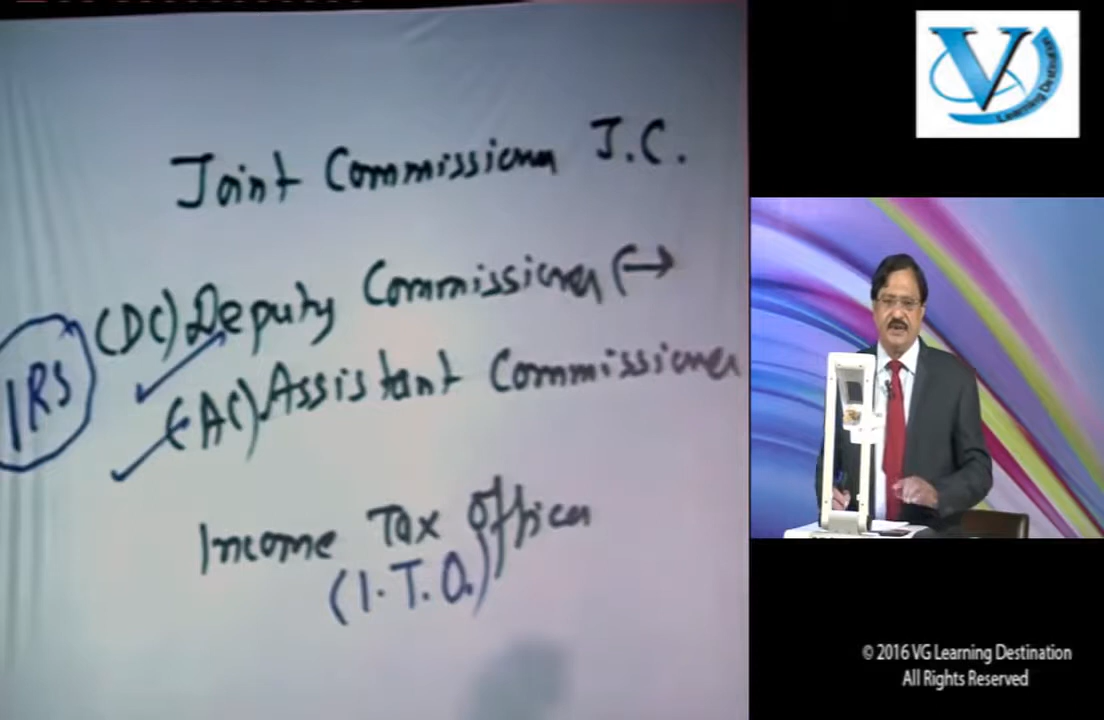 Joint Commissioner J.C.
(DC) Deputy Commissioner (→
IRS
(AC) Assistant Commissioner
Income Tax Officer
(I.T.O.)
V
Learning Destination
© 2016 VG Learning Destination
All Rights Reserved